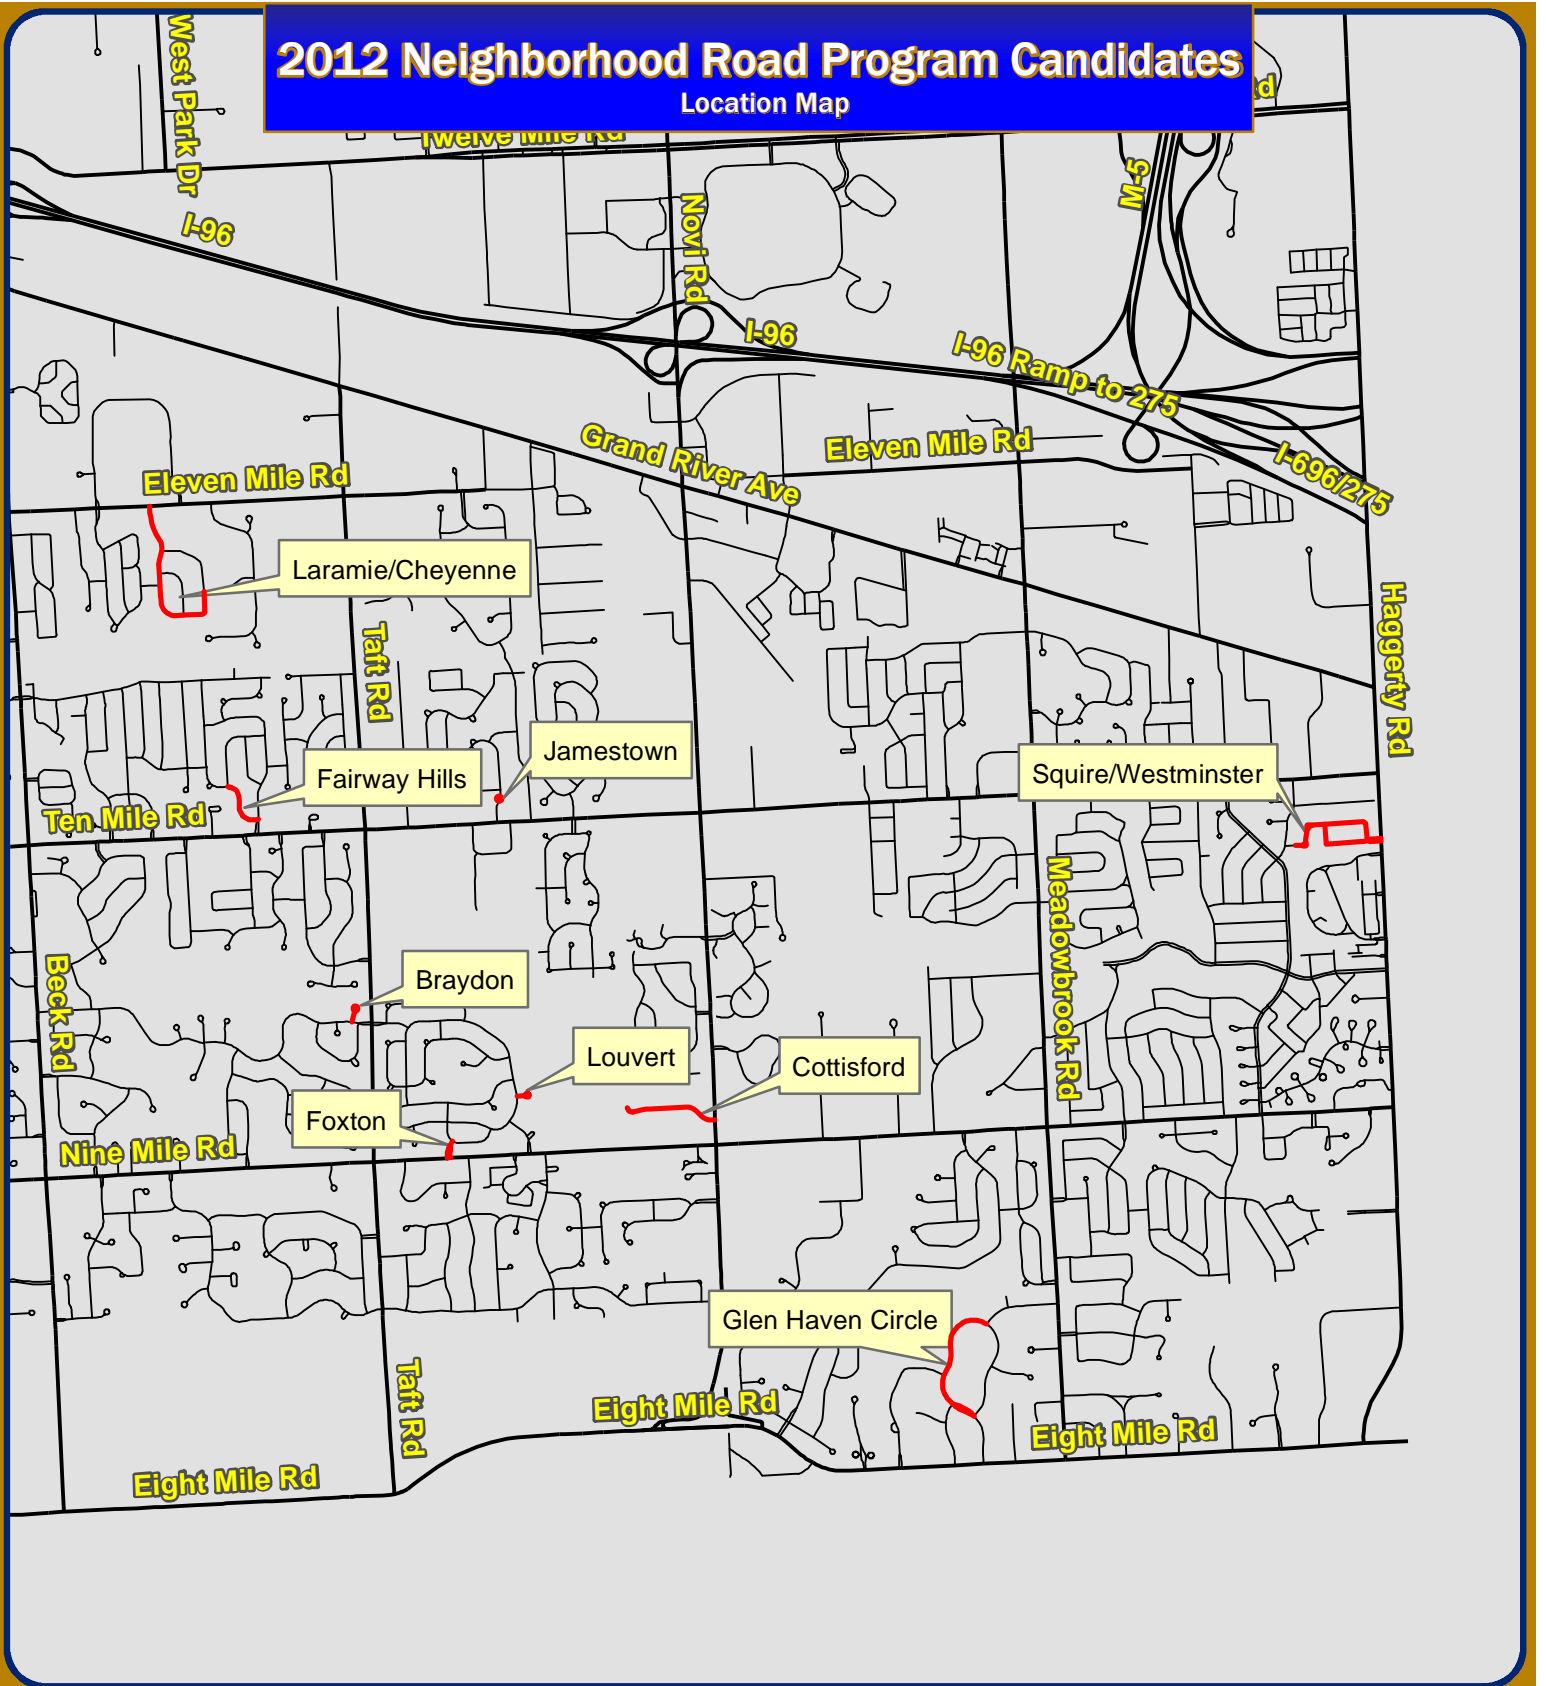 2012 Neighborhood Road Program Candidates
Location Map
West Park Dr
Twelve Mile Rd
Rd
M-5
I-96
Novi Rd
I-96
I-96 Ramp to 275
Grand River Ave
Eleven Mile Rd
I-696/275
Eleven Mile Rd
Laramie/Cheyenne
Haggerty Rd
Taft Rd
Jamestown
Squire/Westminster
Fairway Hills
Ten Mile Rd
Meadowbrook Rd
Beck Rd
Braydon
Louvert
Cottisford
Foxton
Nine Mile Rd
Glen Haven Circle
Taft Rd
Eight Mile Rd
Eight Mile Rd
Eight Mile Rd